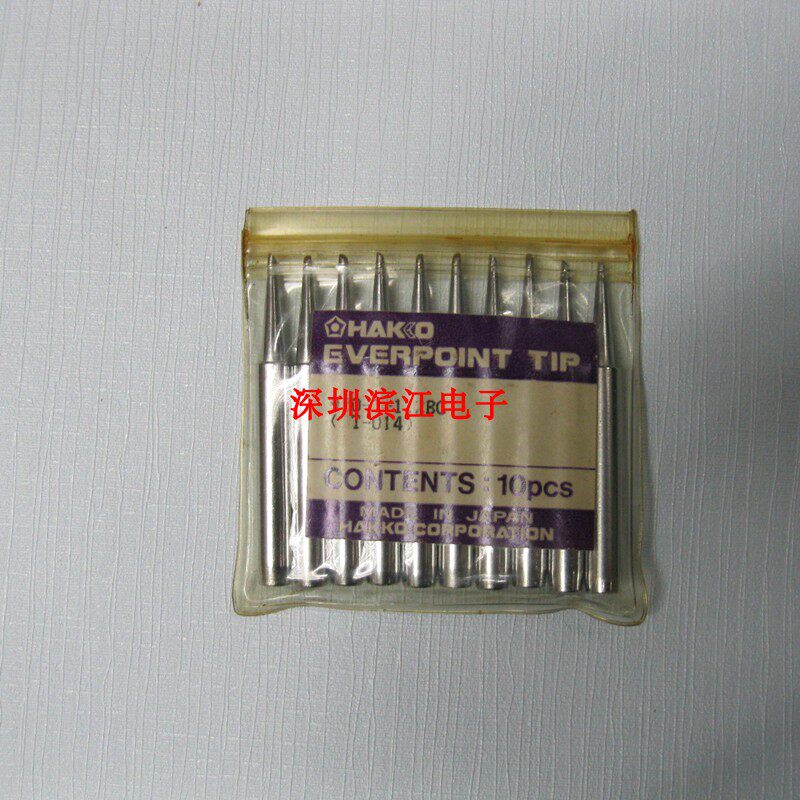 HAKKO
EVERPOINT TIP
深圳滨江电子
CONTENTS : 10pcs
MADE IN JAPAN
HAKKO CORPORATION